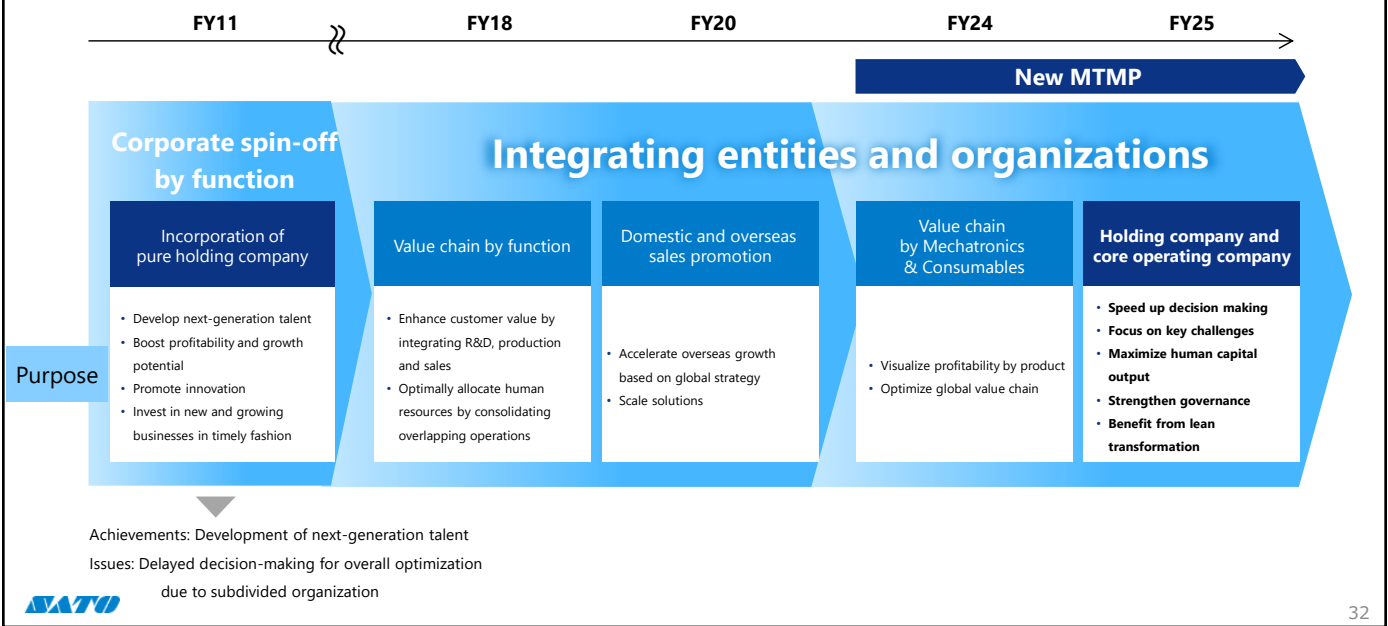 FY11
FY18
FY20
FY24
FY25
New MTMP
Corporate spin-off
by function
Integrating entities and organizations
Purpose
Incorporation of
pure holding company
• Develop next-generation talent
• Boost profitability and growth
potential
• Promote innovation
• Invest in new and growing
businesses in timely fashion
Value chain by function
• Enhance customer value by
integrating R&D, production
and sales
• Optimally allocate human
resources by consolidating
overlapping operations
Domestic and overseas
sales promotion
• Accelerate overseas growth
based on global strategy
• Scale solutions
Value chain
by Mechatronics
& Consumables
• Visualize profitability by product
• Optimize global value chain
Holding company and
core operating company
• Speed up decision making
• Focus on key challenges
• Maximize human capital
output
• Strengthen governance
• Benefit from lean
transformation
Achievements: Development of next-generation talent
Issues: Delayed decision-making for overall optimization
due to subdivided organization
SATO
32